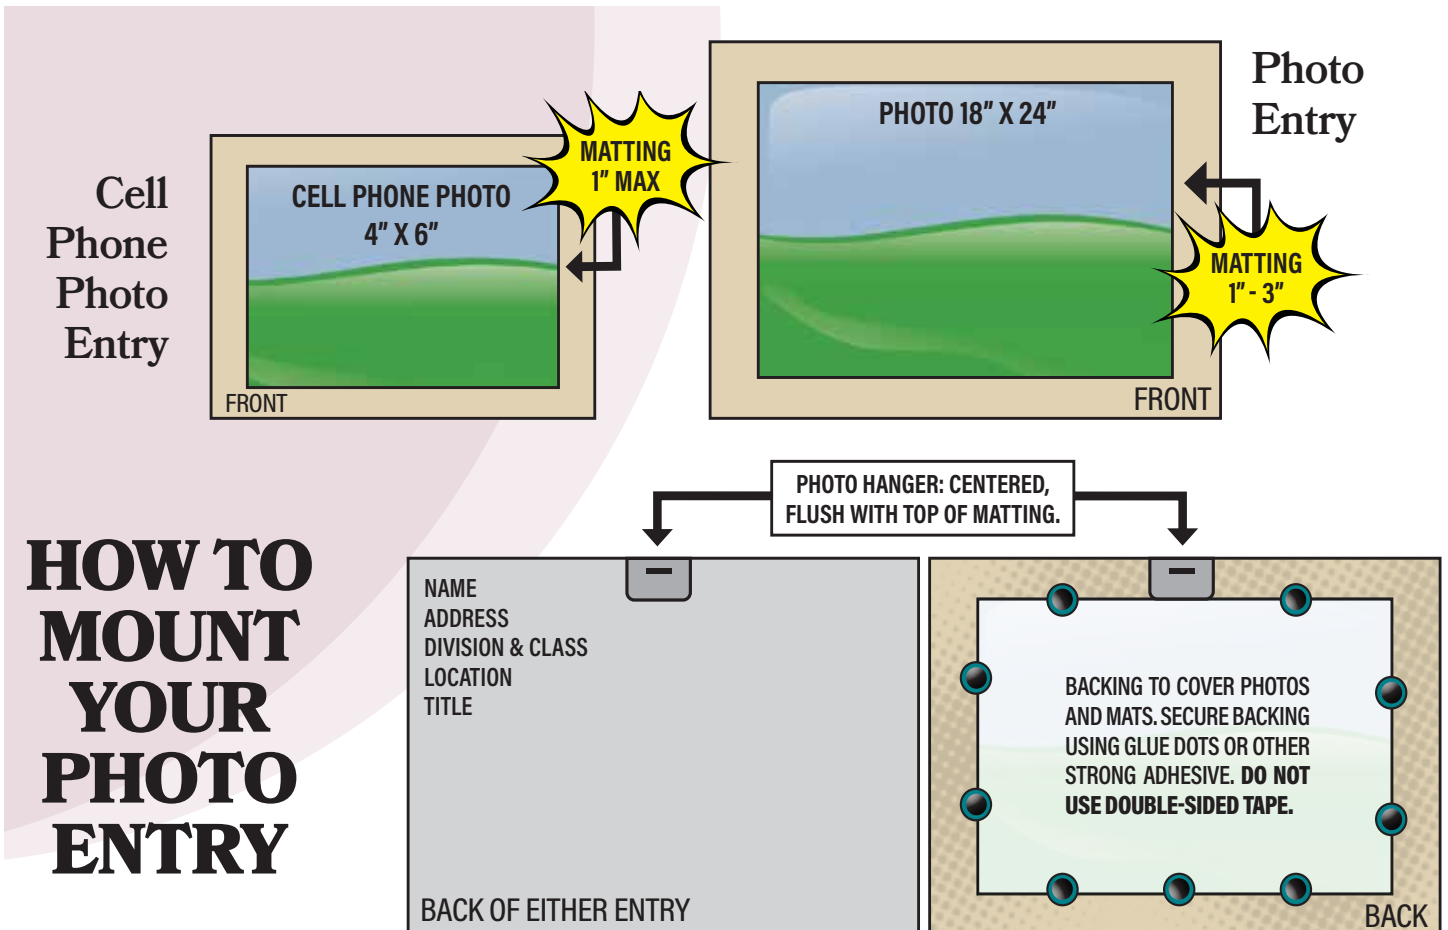 Cell
Phone
Photo
Entry
CELL PHONE PHOTO
4” X 6”
MATTING
1” MAX
FRONT
PHOTO 18” X 24”
Photo
Entry
MATTING
1” - 3”
FRONT
HOW TO
MOUNT
YOUR
PHOTO
ENTRY
PHOTO HANGER: CENTERED,
FLUSH WITH TOP OF MATTING.
NAME
ADDRESS
DIVISION & CLASS
LOCATION
TITLE
BACK OF EITHER ENTRY
BACKING TO COVER PHOTOS
AND MATS. SECURE BACKING
USING GLUE DOTS OR OTHER
STRONG ADHESIVE. DO NOT
USE DOUBLE-SIDED TAPE.
BACK